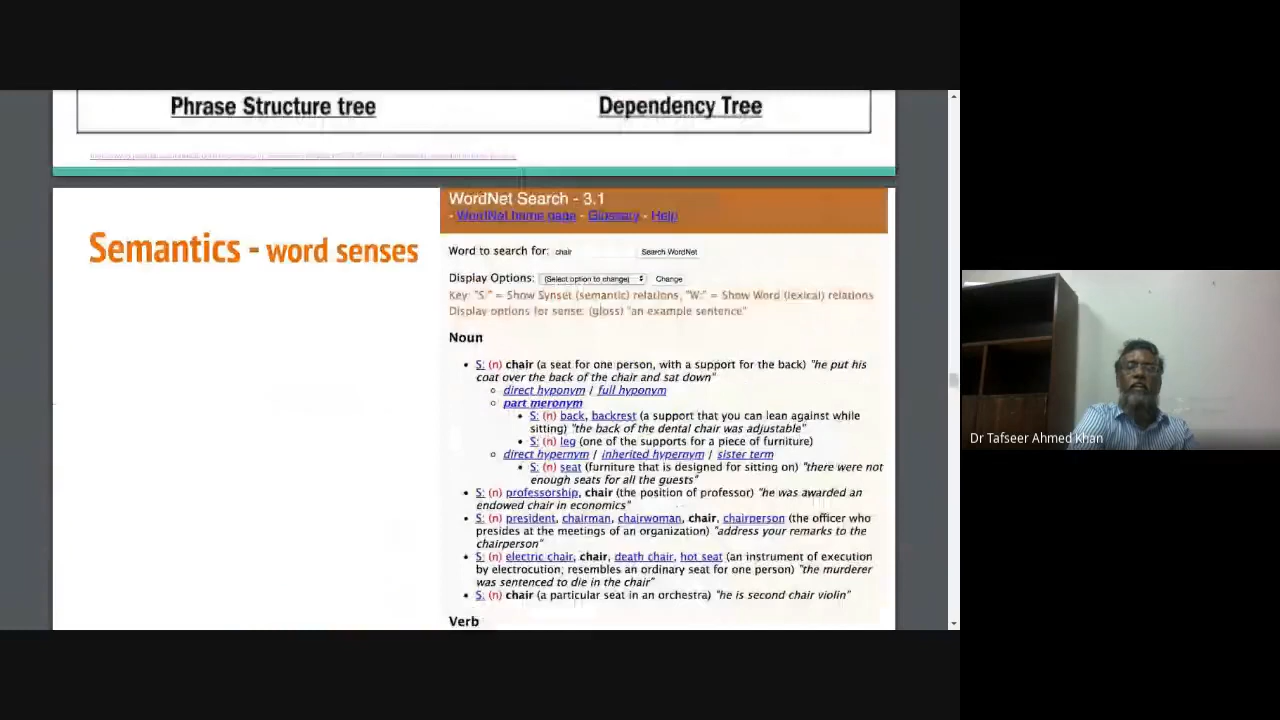 Phrase Structure tree
Dependency Tree
Semantics - word senses
WordNet Search - 3.1
- WordNet home page - Glossary - Help
Word to search for: chair Search WordNet
Display Options: (Select option to change) Change
Key: "S:" = Show Synset (semantic) relations, "W:" = Show Word (lexical) relations
Display options for sense: (gloss) "an example sentence"
Noun
• S: (n) chair (a seat for one person, with a support for the back) "he put his
coat over the back of the chair and sat down"
◦ direct hyponym / full hyponym
◦ part meronym
• S: (n) back, backrest (a support that you can lean against while
sitting) "the back of the dental chair was adjustable"
• S: (n) leg (one of the supports for a piece of furniture)
◦ direct hypernym / inherited hypernym / sister term
• S: (n) seat (furniture that is designed for sitting on) "there were not
enough seats for all the guests"
• S: (n) professorship, chair (the position of professor) "he was awarded an
endowed chair in economics"
• S: (n) president, chairman, chairwoman, chair, chairperson (the officer who
presides at the meetings of an organization) "address your remarks to the
chairperson"
• S: (n) electric chair, chair, death chair, hot seat (an instrument of execution
by electrocution; resembles an ordinary seat for one person) "the murderer
was sentenced to die in the chair"
• S: (n) chair (a particular seat in an orchestra) "he is second chair violin"
Verb
Dr Tafseer Ahmed Khan